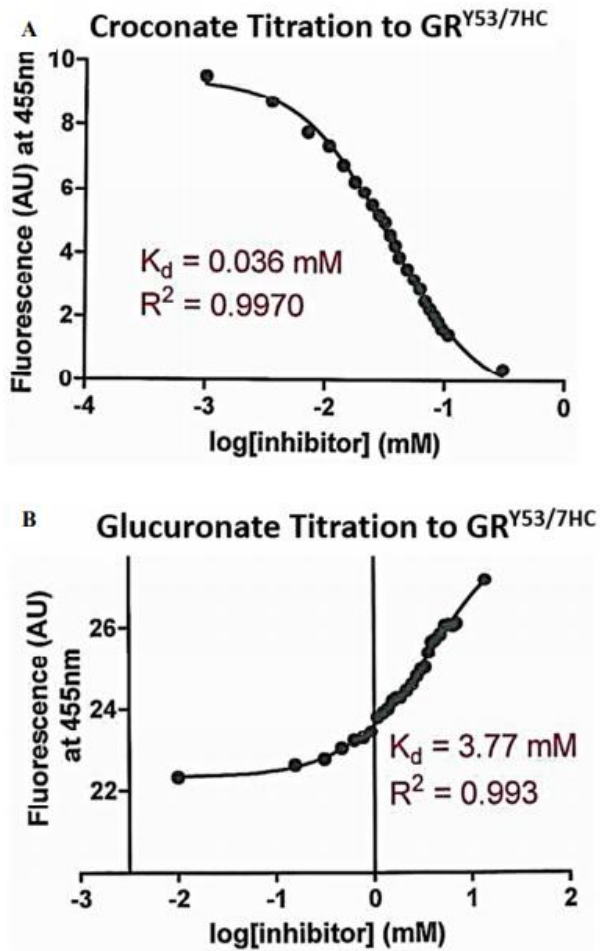 A
Croconate Titration to GR^Y53/7HC
Fluorescence (AU) at 455nm
10
8
6
4
2
0
K_d = 0.036 mM
R² = 0.9970
-4 -3 -2 -1 0
log[inhibitor] (mM)
B
Glucuronate Titration to GR^Y53/7HC
Fluorescence (AU)
at 455nm
26
24
22
K_d = 3.77 mM
R² = 0.993
-3 -2 -1 0 1 2
log[inhibitor] (mM)